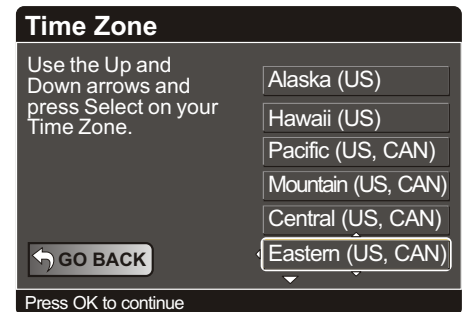 Time Zone
Use the Up and
Down arrows and
press Select on your
Time Zone.
Alaska (US)
Hawaii (US)
Pacific (US, CAN)
Mountain (US, CAN)
Central (US, CAN)
Eastern (US, CAN)
GO BACK
Press OK to continue